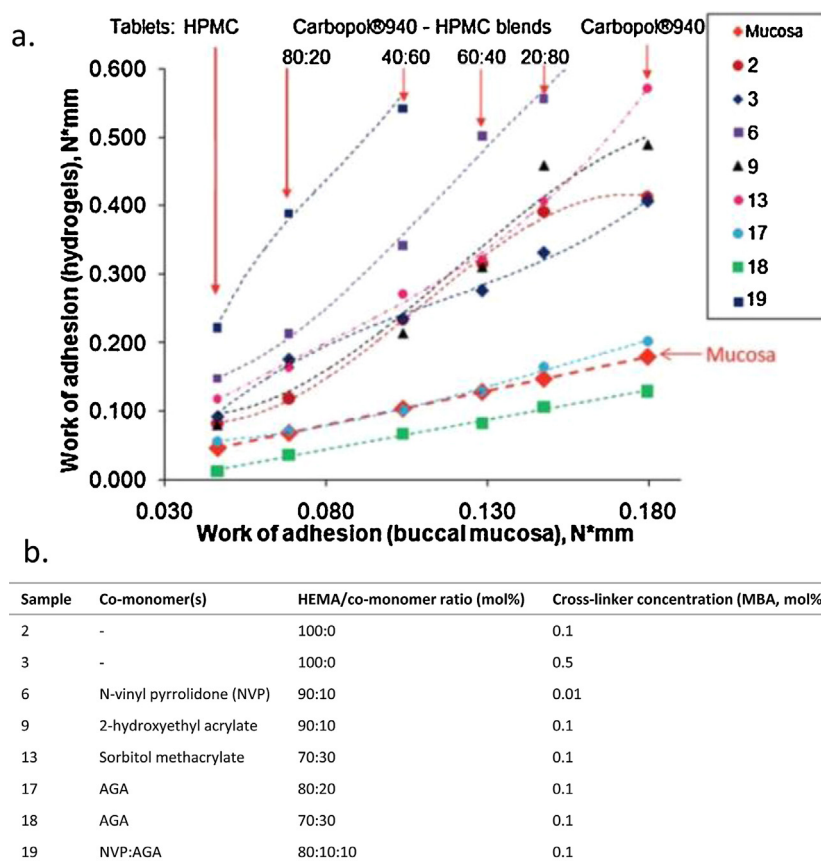 a.
Tablets: HPMC Carbopol®940 - HPMC blends Carbopol®940
80:20 40:60 60:40 20:80
Work of adhesion (hydrogels), N*mm
0.600
0.500
0.400
0.300
0.200
0.100
0.000
0.030 0.080 0.130 0.180
Work of adhesion (buccal mucosa), N*mm
Mucosa
2
3
6
9
13
17
18
19
Mucosa
b.
Sample Co-monomer(s) HEMA/co-monomer ratio (mol%) Cross-linker concentration (MBA, mol%
2 - 100:0 0.1
3 - 100:0 0.5
6 N-vinyl pyrrolidone (NVP) 90:10 0.01
9 2-hydroxyethyl acrylate 90:10 0.1
13 Sorbitol methacrylate 70:30 0.1
17 AGA 80:20 0.1
18 AGA 70:30 0.1
19 NVP:AGA 80:10:10 0.1